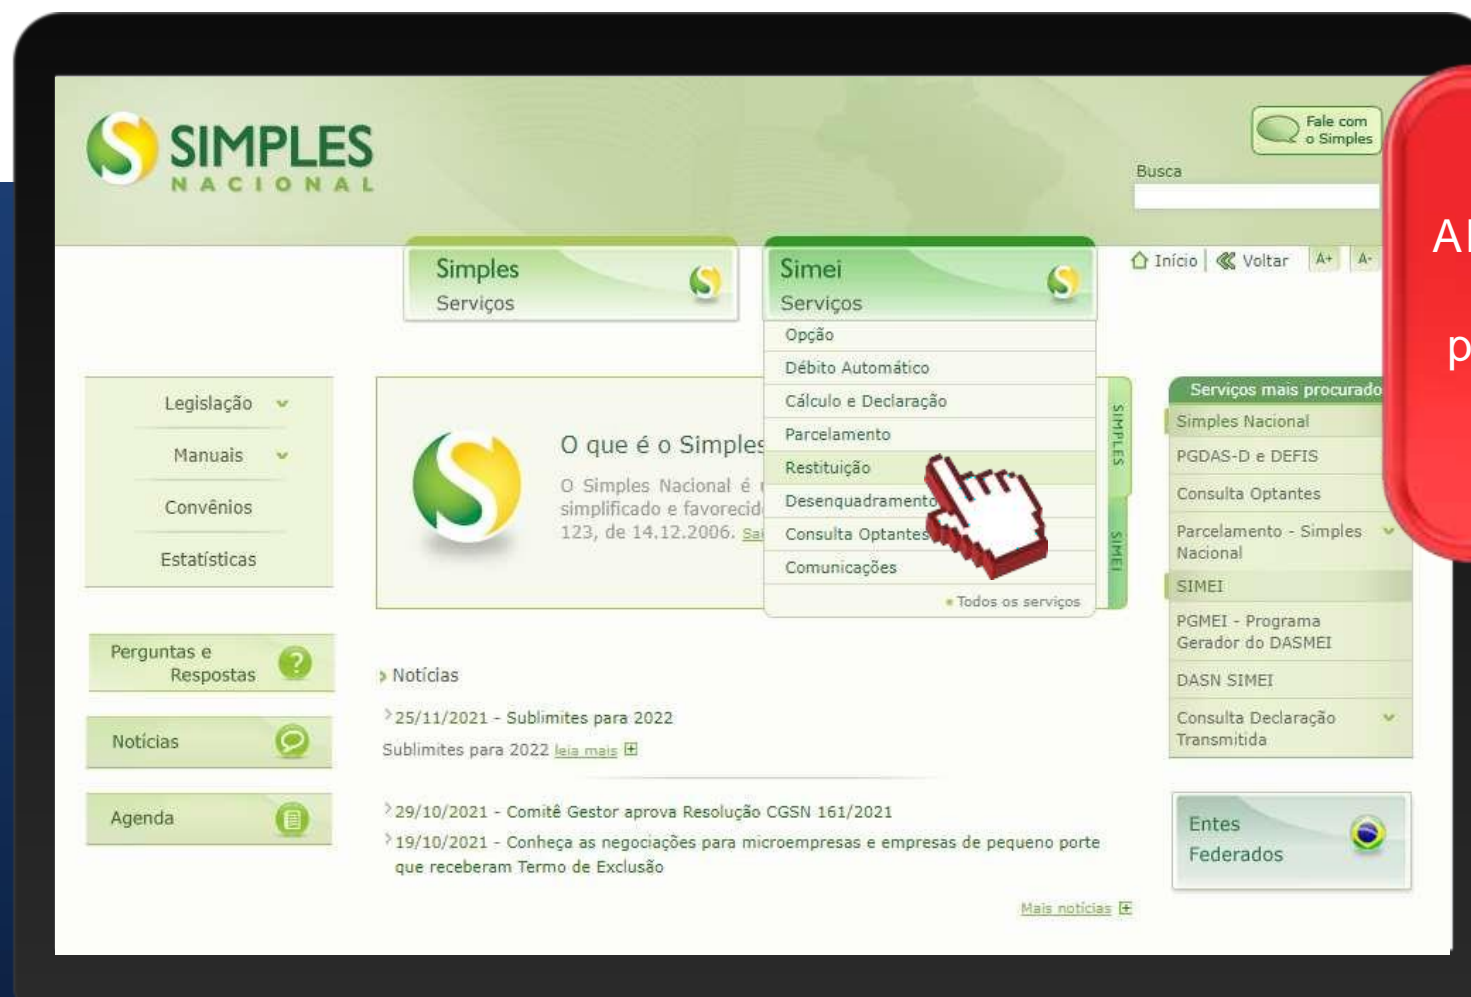 SIMPLES
NACIONAL
Fale com
o Simples
Busca
Simples
Serviços
Simei
Serviços
Início
Voltar
A+
A-
Opção
Débito Automático
Cálculo e Declaração
Parcelamento
Restituição
Desenquadramento
Consulta Optantes
Comunicações
Todos os serviços
Legislação
Manuais
Convênios
Estatísticas
O que é o Simples
O Simples Nacional é
simplificado e
123, de 14.12.2006.
SIMPLES
SIMEI
Serviços mais
Simples Nacional
PGDAS-D e DEFIS
Consulta Optantes
Parcelamento - Simples
Nacional
SIMEI
PGMEI - Programa
Gerador do DASMEI
DASN SIMEI
Consulta Declaração
Transmitida
Perguntas e
Respostas
Notícias
Agenda
Notícias
25/11/2021 - Sublimites para 2022
Sublimites para 2022 leia mais
29/10/2021 - Comitê Gestor aprova Resolução CGSN 161/2021
19/10/2021 - Conheça as negociações para microempresas e empresas de pequeno porte
que receberam Termo de Exclusão
Mais notícias
Entes
Federados